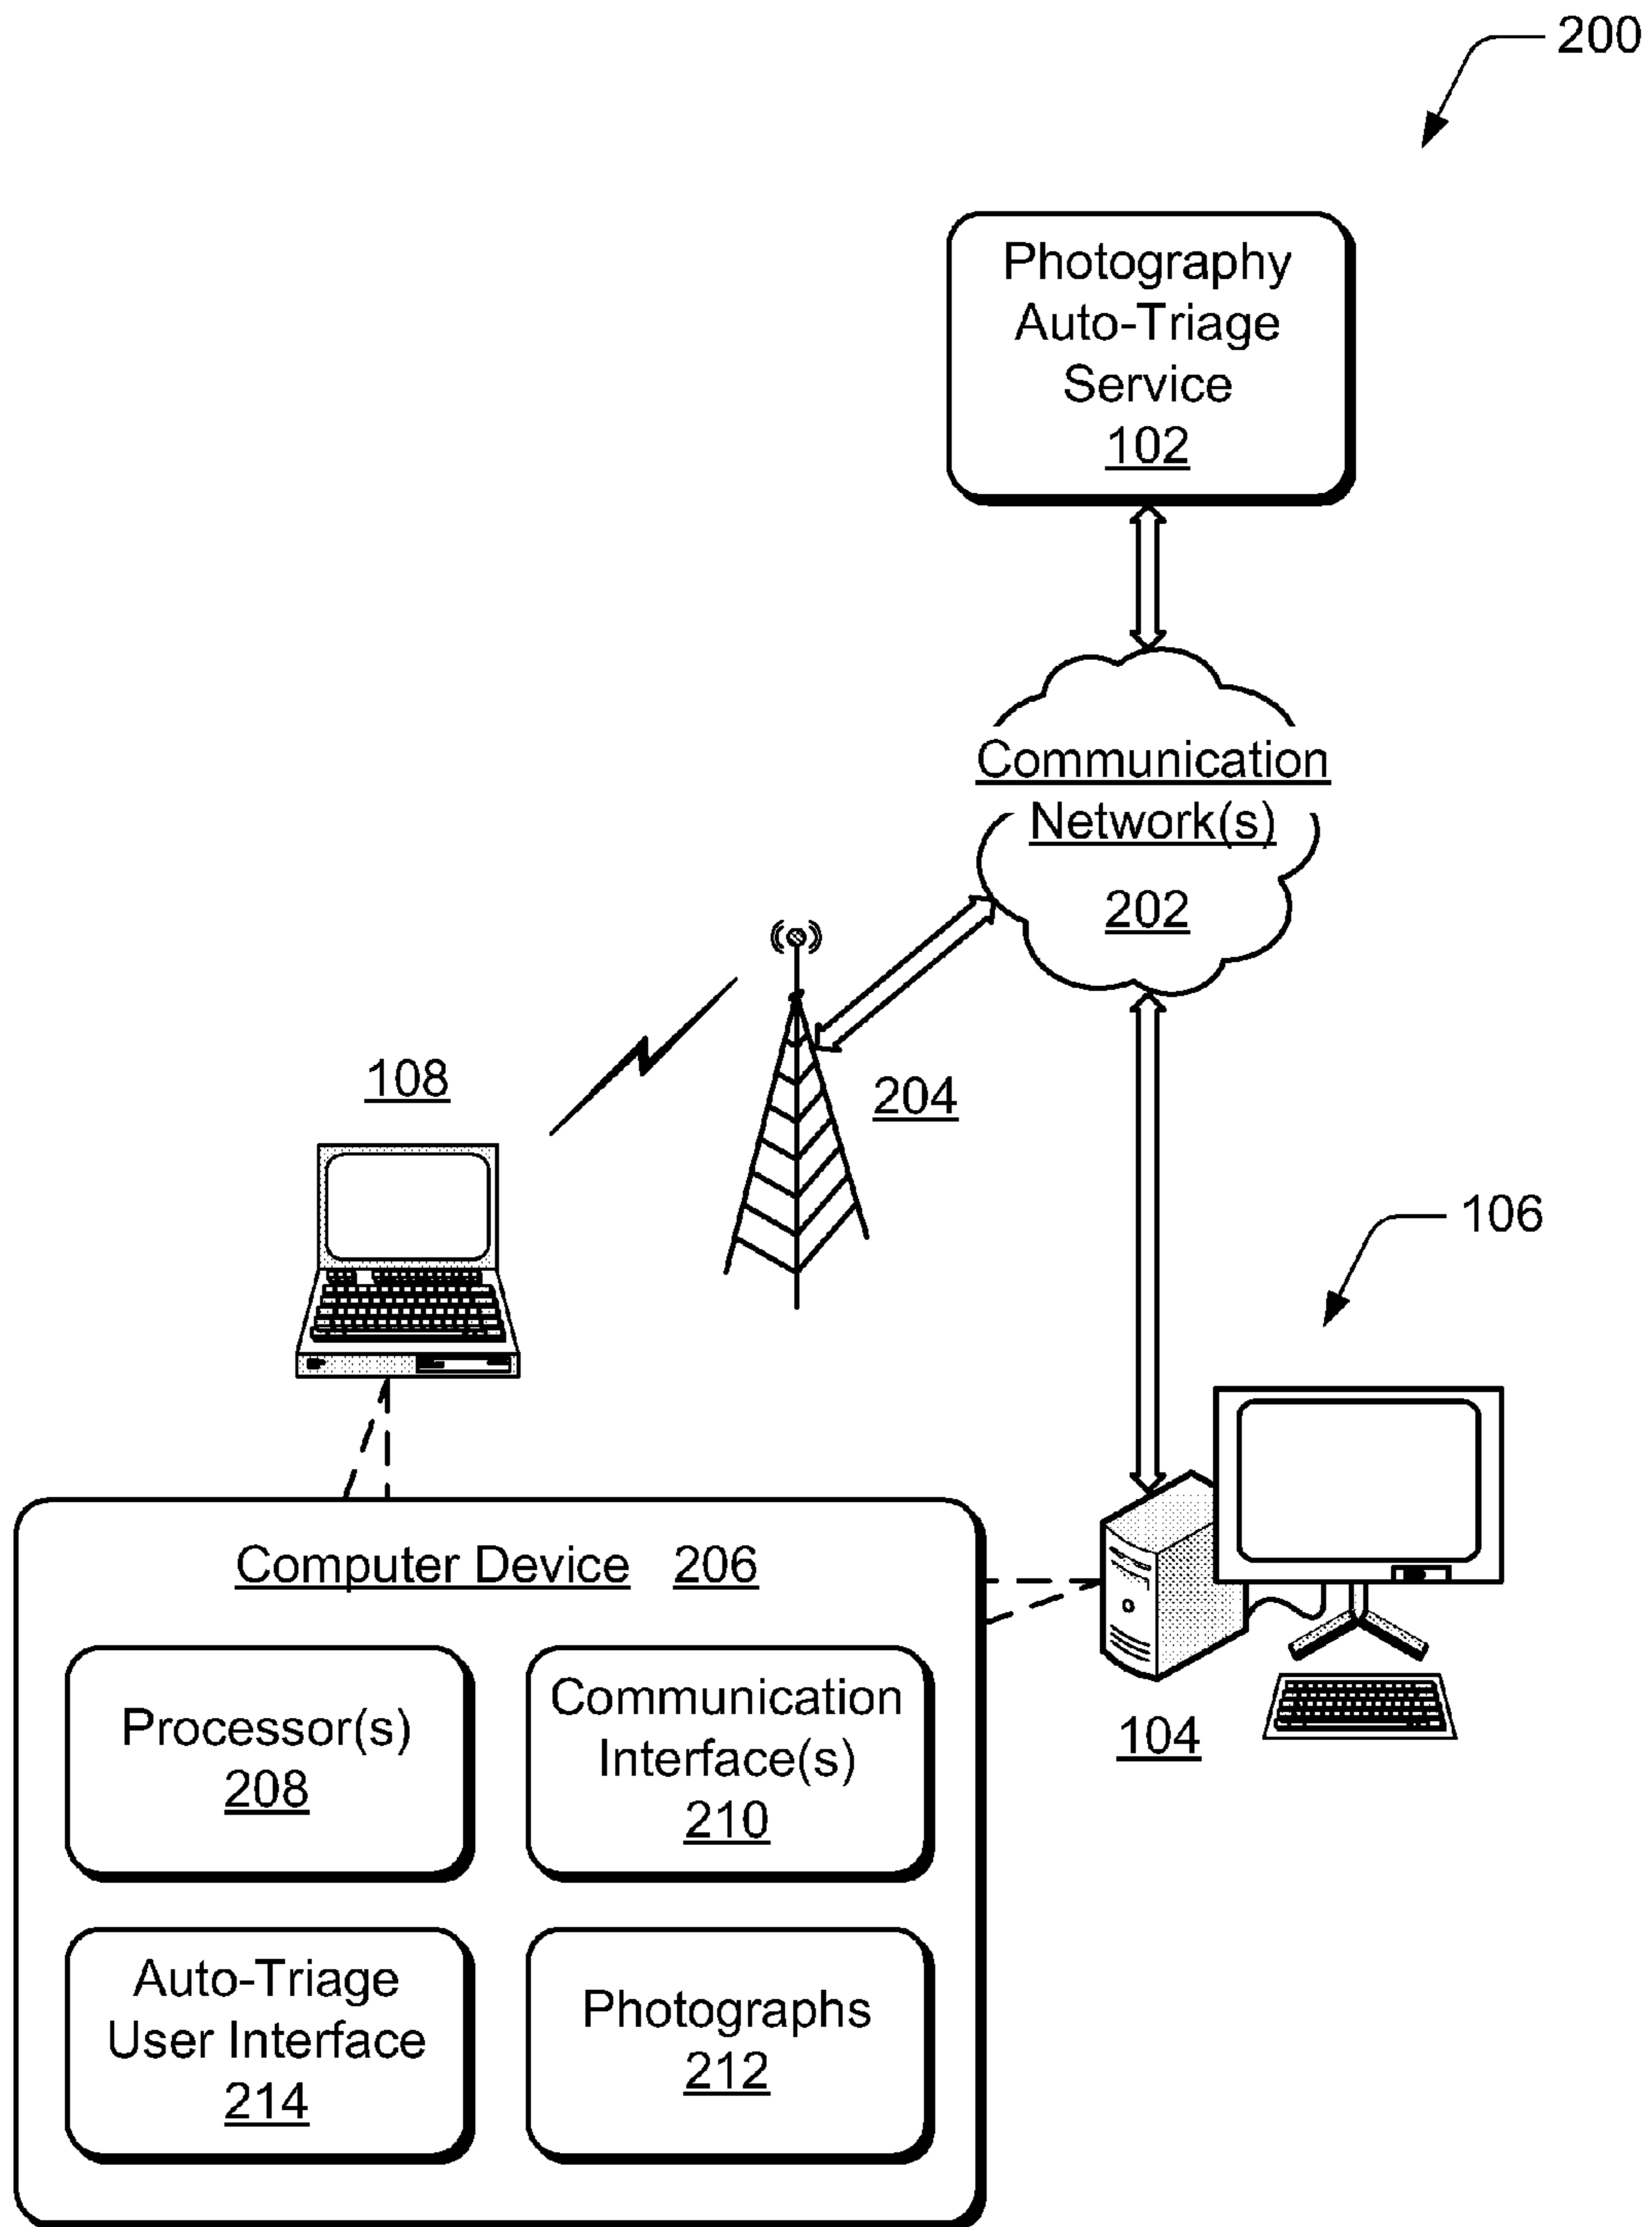 200
Photography
Auto-Triage
Service
102
Communication
Network(s)
202
108
204
106
Computer Device 206
Processor(s)
208
Communication
Interface(s)
210
104
Auto-Triage
User Interface
214
Photographs
212